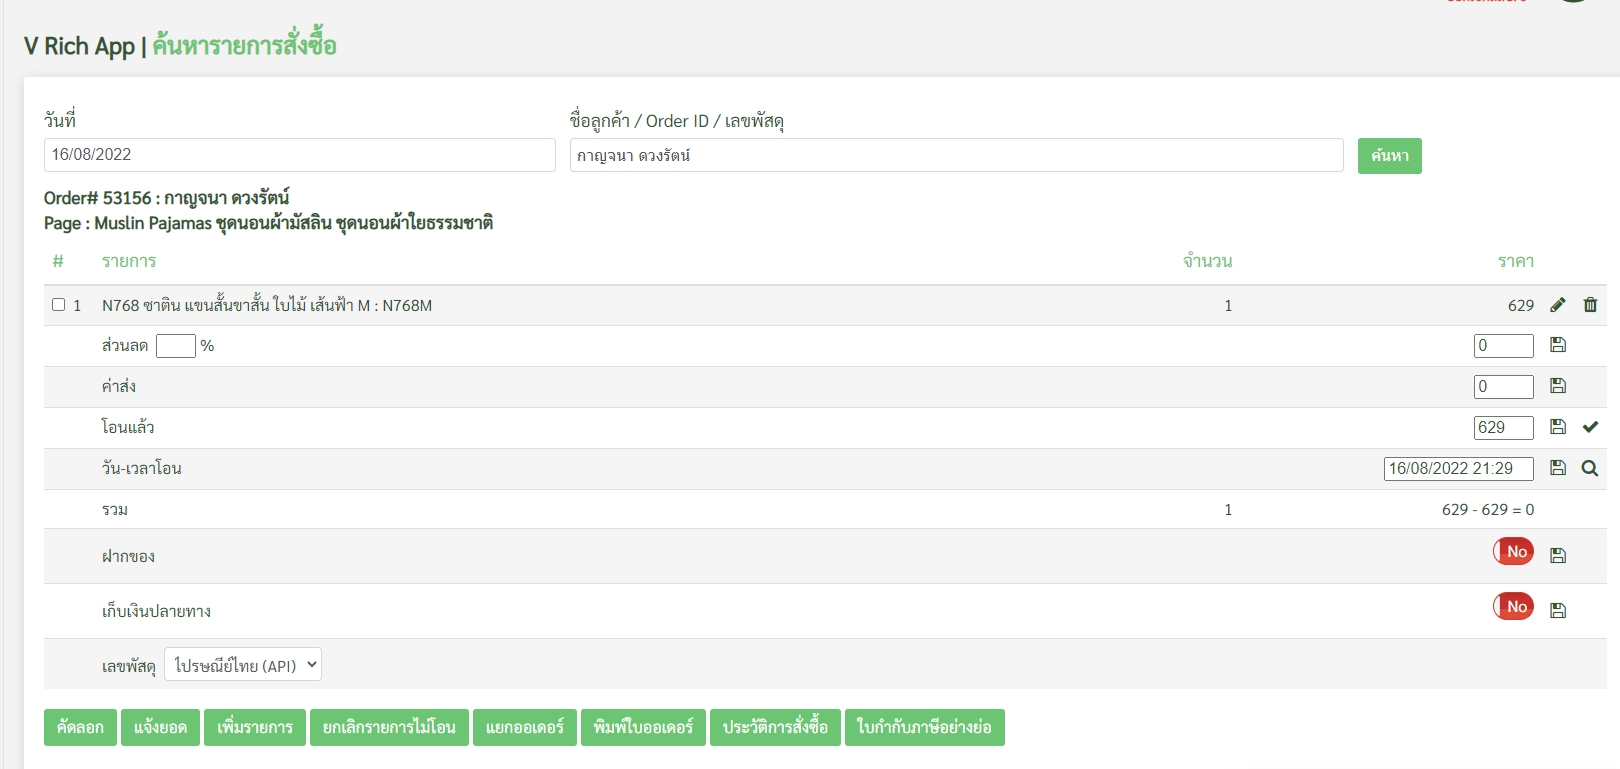 V Rich App | ค้นหารายการสั่งซื้อ
วันที่
ชื่อลูกค้า / Order ID / เลขพัสดุ
16/08/2022
กาญจนา ดวงรัตน์
ค้นหา
Order# 53156 : กาญจนา ดวงรัตน์
Page : Muslin Pajamas ชุดนอนผ้ามัสลิน ชุดนอนผ้าใยธรรมชาติ
# รายการ จำนวน ราคา
1 N768 ซาติน แขนสั้นขาสั้น ใบไม้ เส้นฟ้า M : N768M 1 629
ส่วนลด % 0
ค่าส่ง 0
โอนแล้ว 629
วัน-เวลาโอน 16/08/2022 21:29
รวม 1 629 - 629 = 0
ฝากของ No
เก็บเงินปลายทาง No
เลขพัสดุ ไปรษณีย์ไทย (API)
คัดลอก แจ้งยอด เพิ่มรายการ ยกเลิกรายการไม่โอน แยกออเดอร์ พิมพ์ใบออเดอร์ ประวัติการสั่งซื้อ ใบกำกับภาษีอย่างย่อ